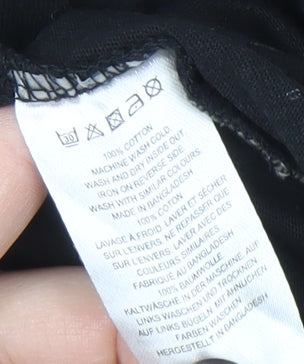 30
100% COTTON
MACHINE WASH COLD
WASH AND DRY INSIDE OUT
IRON ON REVERSE SIDE
WASH WITH SIMILAR COLOURS
MADE IN BANGLADESH
100% COTON
LAVAGE À FROID LAVER ET SÉCHER
SUR L'ENVERS, NE REPASSER QUE
SUR L'ENVERS. LAVER AVEC DES
COULEURS SIMILAIRES
FABRIQUE AU BANGLADESH
100% BAUMWOLLE
KALTWÄSCHE IN DER MASCHINE. AUF
LINKS WASCHEN UND TROCKNEN
AUF LINKS BÜGELN. MIT ÄHNLICHEN
FARBEN WASCHEN
HERGESTELLT IN BANGLADESH